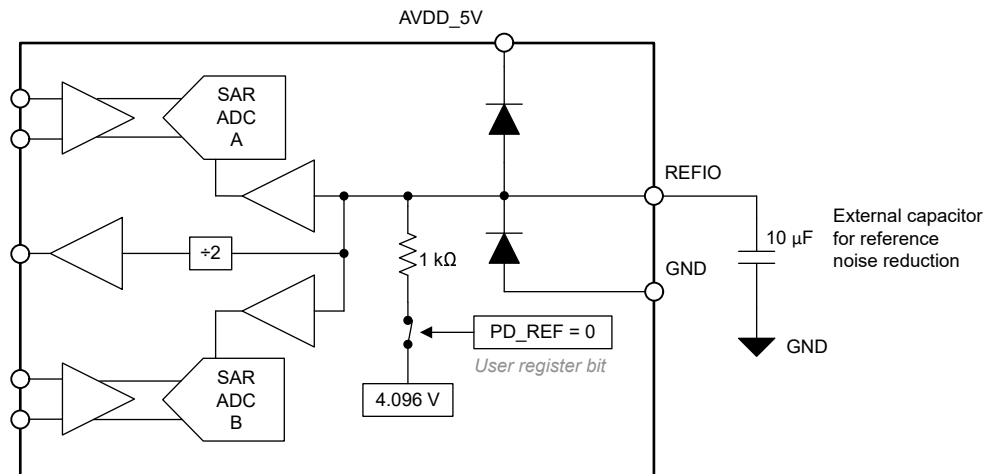 AVDD_5V
SAR
ADC
A
REFIO
÷2
1 kΩ
10 µF
External capacitor
for reference
noise reduction
GND
PD_REF = 0
User register bit
GND
4.096 V
SAR
ADC
B